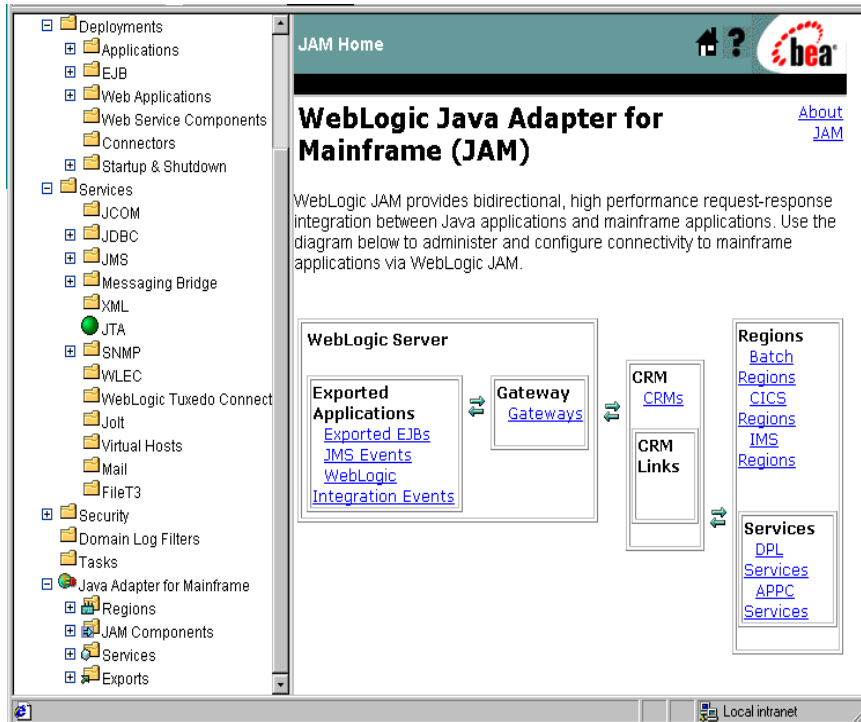 Deployments
Applications
EJB
Web Applications
Web Service Components
Connectors
Startup & Shutdown
Services
JCOM
JDBC
JMS
Messaging Bridge
XML
JTA
SNMP
WLEC
WebLogic Tuxedo Connect
Jolt
Virtual Hosts
Mail
FileT3
Security
Domain Log Filters
Tasks
Java Adapter for Mainframe
Regions
JAM Components
Services
Exports
JAM Home
?
bea
WebLogic Java Adapter for
Mainframe (JAM)
About
JAM
WebLogic JAM provides bidirectional, high performance request-response
integration between Java applications and mainframe applications. Use the
diagram below to administer and configure connectivity to mainframe
applications via WebLogic JAM.
WebLogic Server
Exported
Applications
Exported EJBs
JMS Events
WebLogic
Integration Events
Gateway
Gateways
CRM
CRMs
CRM
Links
Regions
Batch
Regions
CICS
Regions
IMS
Regions
Services
DPL
Services
APPC
Services
Local intranet